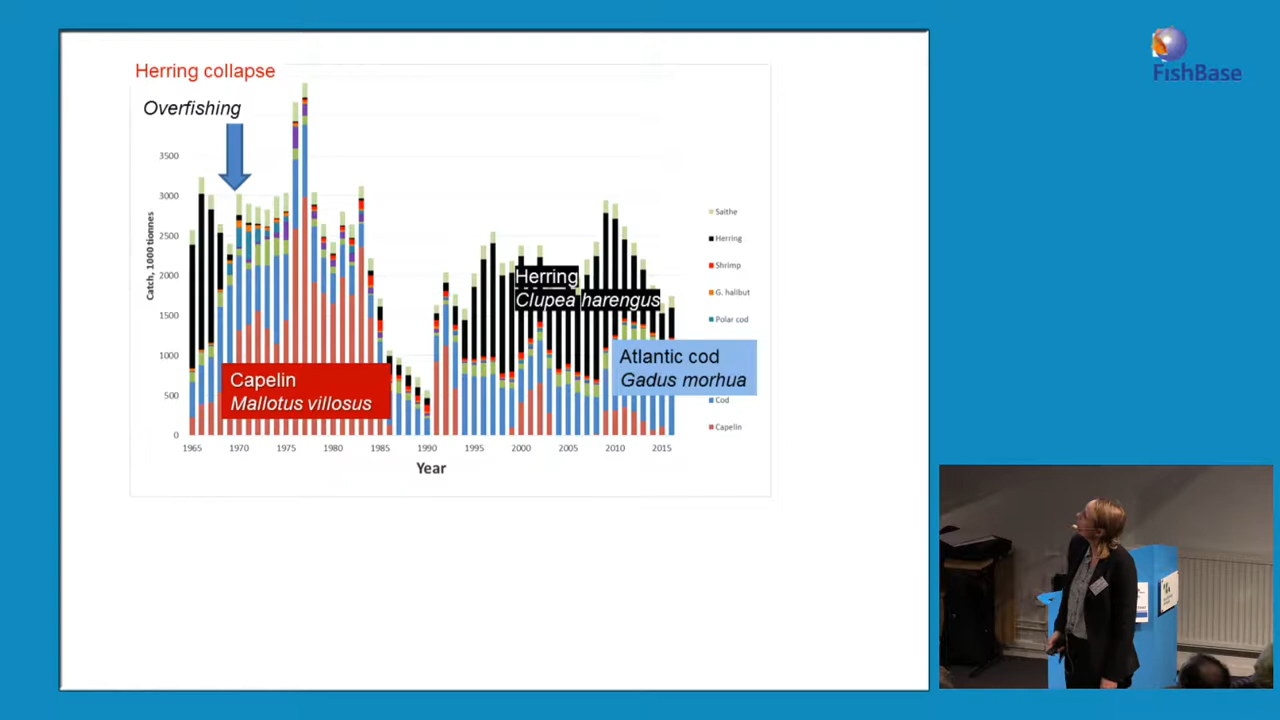 FishBase
Herring collapse
Overfishing
3500
3000
2500
2000
1500
1000
500
0
Catch, 1000 tionnes
1965
1970
1975
1980
1985
1990
1995
2000
2005
2010
2015
Year
Capelin
Mallotus villosus
Herring
Clupea harengus
Atlantic cod
Gadus morhua
Saithe
Herring
Shrimp
G. halibut
Polar cod
Cod
Capelin